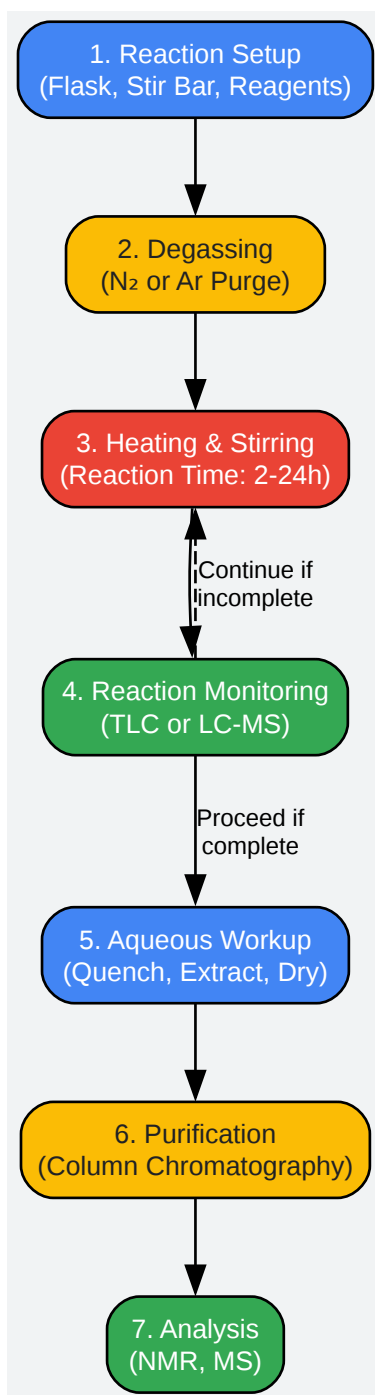 1. Reaction Setup
(Flask, Stir Bar, Reagents)
2. Degassing
(N₂ or Ar Purge)
3. Heating & Stirring
(Reaction Time: 2-24h)
Continue if
incomplete
4. Reaction Monitoring
(TLC or LC-MS)
Proceed if
complete
5. Aqueous Workup
(Quench, Extract, Dry)
6. Purification
(Column Chromatography)
7. Analysis
(NMR, MS)